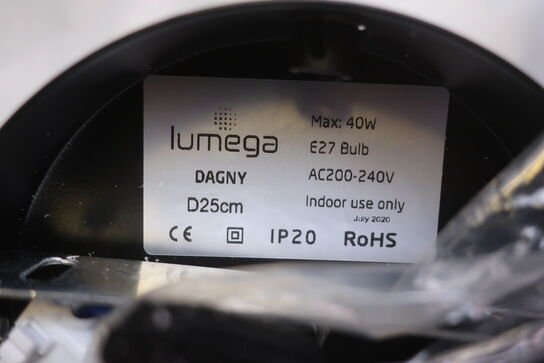 lumega
DAGNY
D25cm
CE IP20 RoHS
Max: 40W
E27 Bulb
AC200-240V
Indoor use only
July 2020